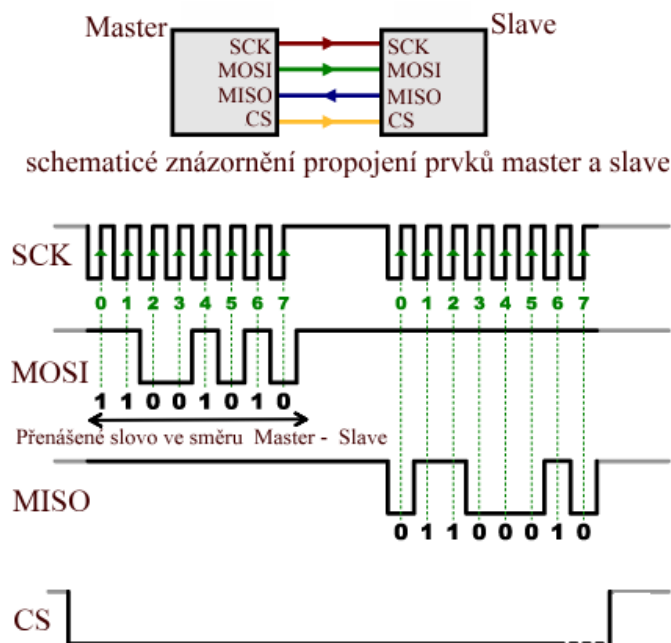 Master
Slave
SCK SCK
MOSI MOSI
MISO MISO
CS CS
schematicé znázornění propojení prvků master a slave
SCK
0 1 2 3 4 5 6 7 0 1 2 3 4 5 6 7
MOSI
1 1 0 0 1 0 1 0
Přenášené slovo ve směru Master - Slave
MISO
0 1 1 0 0 0 1 0
CS